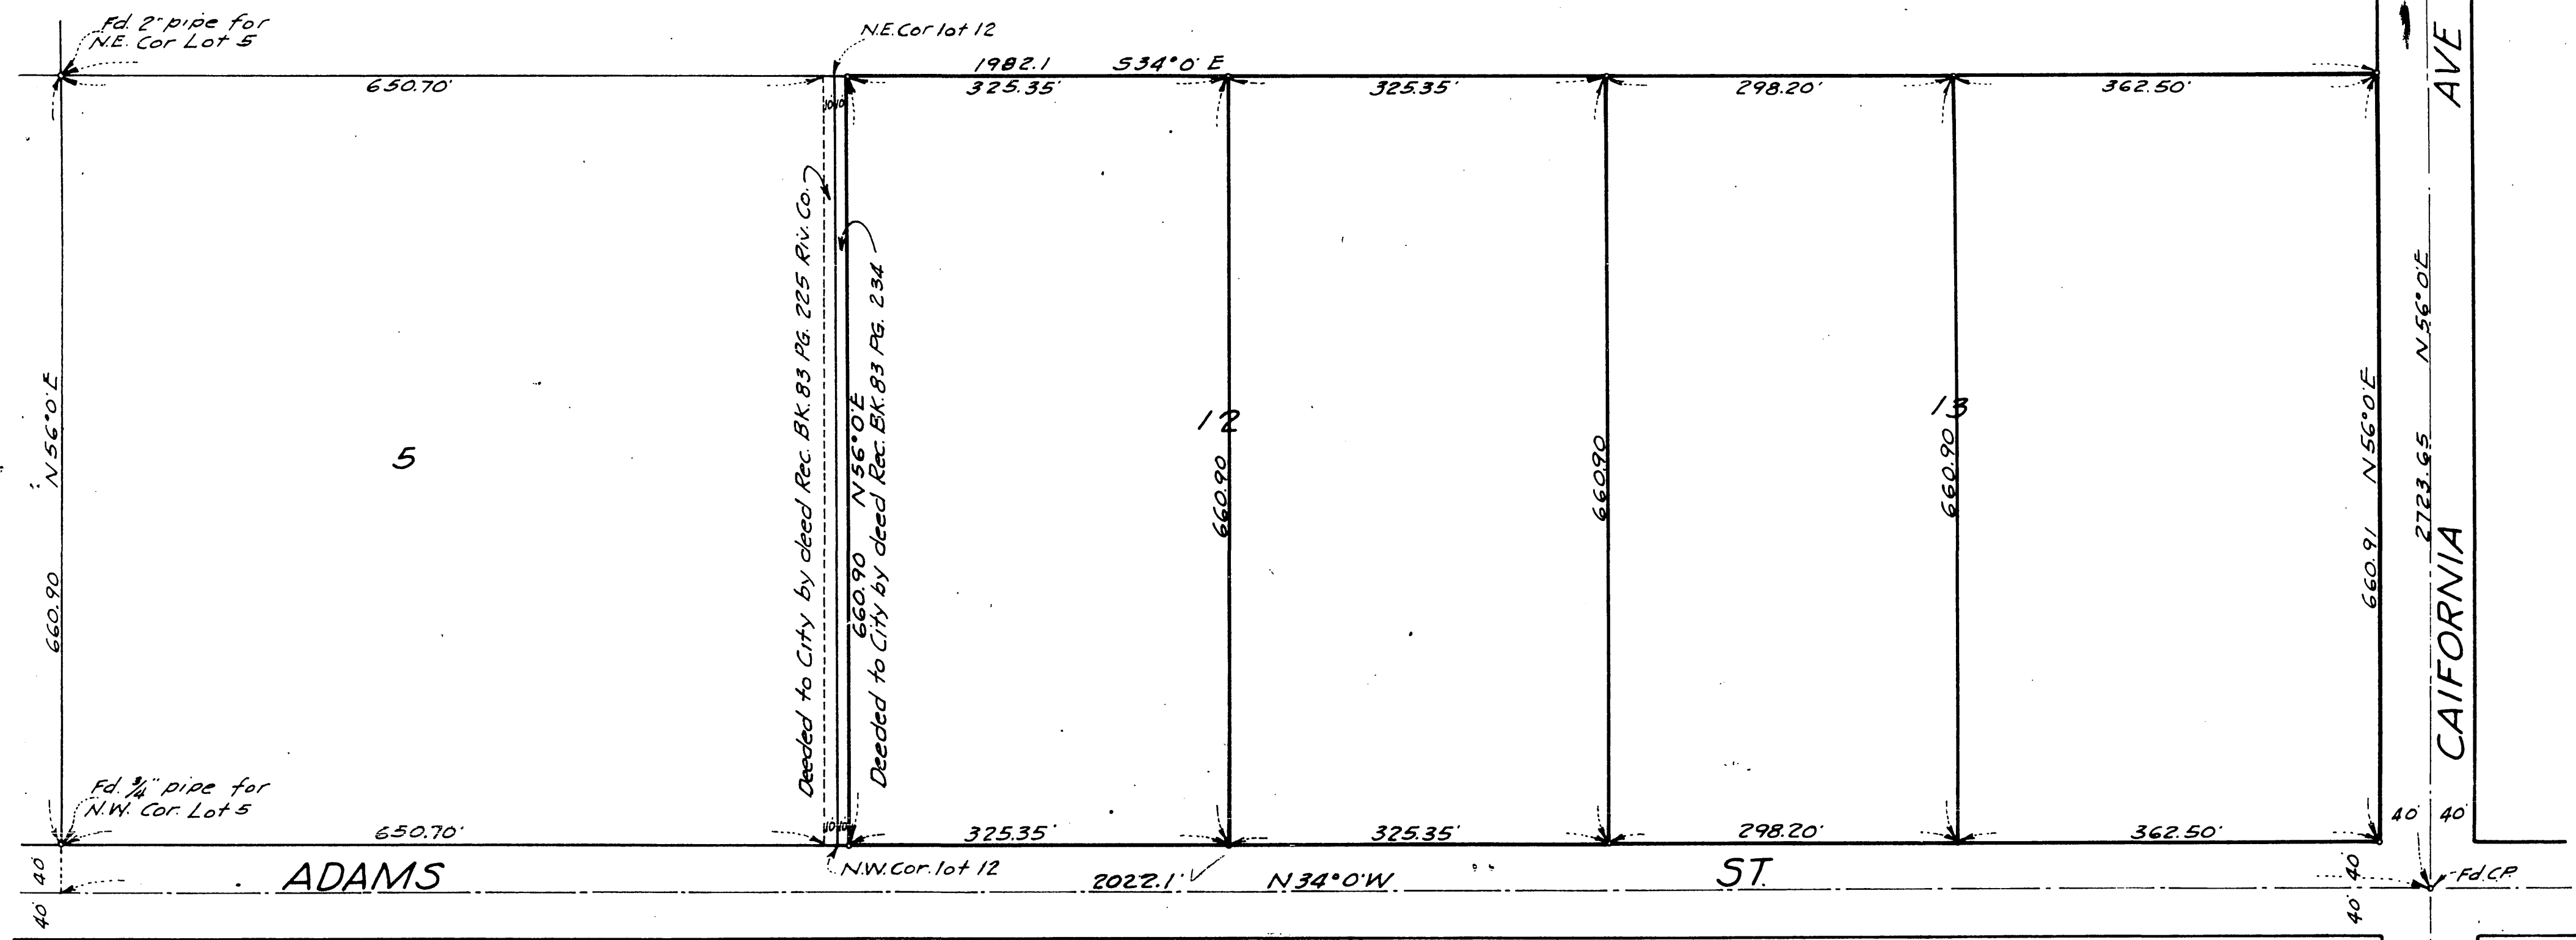 Fd. 2" pipe for
N.E. Cor Lot 5
N.E. Cor lot 12
1982.1 S34°0'E
650.70'
10 10
325.35'
325.35'
298.20'
362.50'
AVE
CALIFORNIA
2723.65 N56°0'E
660.90 N56°0'E
5
Deeded to City by deed Rec. BK. 83 PG. 225 Riv. Co.
660.90 N56°0'E
Deeded to City by deed Rec. BK. 83 PG. 234
12
660.90
660.90
13
660.90
660.91 N56°0'E
Fd. 3/4" pipe for
N.W. Cor. Lot 5
650.70'
10 10
325.35'
325.35'
298.20'
362.50'
40' 40'
N.W. Cor. lot 12
40'
40'
ADAMS ST.
2022.1' N34°0'W
40'
40'
Fd. C.P.